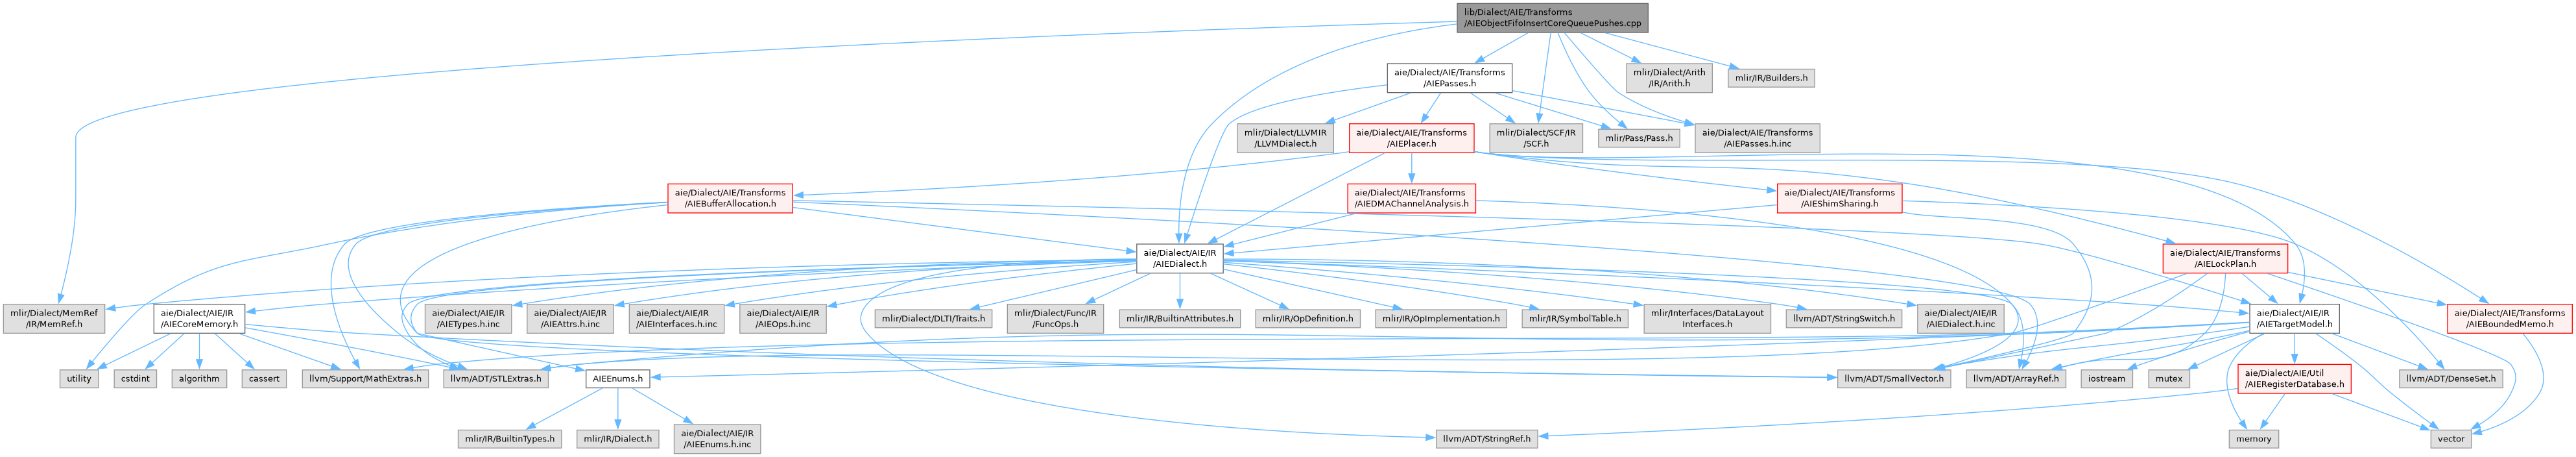 lib/Dialect/AIE/Transforms
/AIEObjectFifoInsertCoreQueuePushes.cpp
aie/Dialect/AIE/Transforms
/AIEPasses.h
mlir/Dialect/Arith
/IR/Arith.h
mlir/IR/Builders.h
mlir/Dialect/LLVMIR
/LLVMDialect.h
aie/Dialect/AIE/Transforms
/AIEPlacer.h
mlir/Dialect/SCF/IR
/SCF.h
mlir/Pass/Pass.h
aie/Dialect/AIE/Transforms
/AIEPasses.h.inc
aie/Dialect/AIE/Transforms
/AIEBufferAllocation.h
aie/Dialect/AIE/Transforms
/AIEDMAChannelAnalysis.h
aie/Dialect/AIE/Transforms
/AIEShimSharing.h
aie/Dialect/AIE/IR
/AIEDialect.h
aie/Dialect/AIE/Transforms
/AIELockPlan.h
mlir/Dialect/MemRef
/IR/MemRef.h
aie/Dialect/AIE/IR
/AIECoreMemory.h
aie/Dialect/AIE/IR
/AIETypes.h.inc
aie/Dialect/AIE/IR
/AIEAttrs.h.inc
aie/Dialect/AIE/IR
/AIEInterfaces.h.inc
aie/Dialect/AIE/IR
/AIEOps.h.inc
mlir/Dialect/DLTI/Traits.h
mlir/Dialect/Func/IR
/FuncOps.h
mlir/IR/BuiltinAttributes.h
mlir/IR/OpDefinition.h
mlir/IR/OpImplementation.h
mlir/IR/SymbolTable.h
mlir/Interfaces/DataLayout
Interfaces.h
llvm/ADT/StringSwitch.h
aie/Dialect/AIE/IR
/AIEDialect.h.inc
aie/Dialect/AIE/IR
/AIETargetModel.h
aie/Dialect/AIE/Transforms
/AIEBoundedMemo.h
utility
cstdint
algorithm
cassert
llvm/Support/MathExtras.h
llvm/ADT/STLExtras.h
AIEEnums.h
llvm/ADT/SmallVector.h
llvm/ADT/ArrayRef.h
iostream
mutex
aie/Dialect/AIE/Util
/AIERegisterDatabase.h
llvm/ADT/DenseSet.h
mlir/IR/BuiltinTypes.h
mlir/IR/Dialect.h
aie/Dialect/AIE/IR
/AIEEnums.h.inc
llvm/ADT/StringRef.h
memory
vector